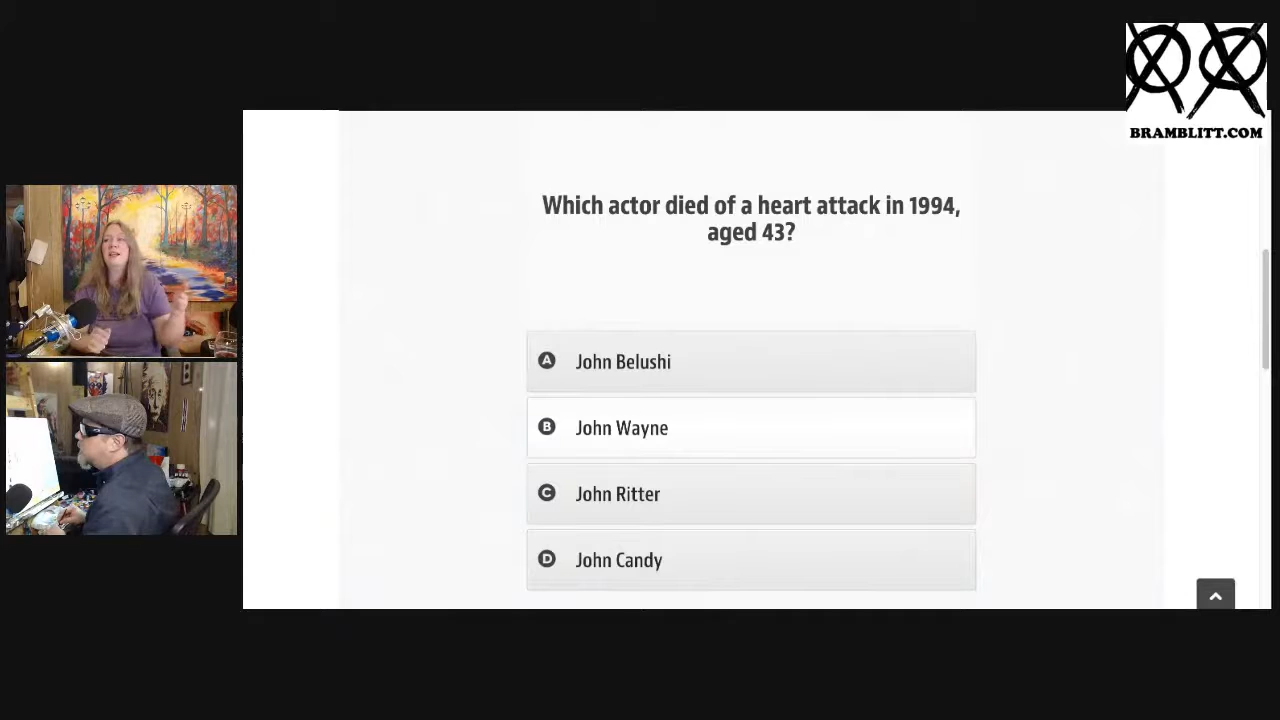 BRAMBLITT.COM
Which actor died of a heart attack in 1994,
aged 43?
A John Belushi
B John Wayne
C John Ritter
D John Candy